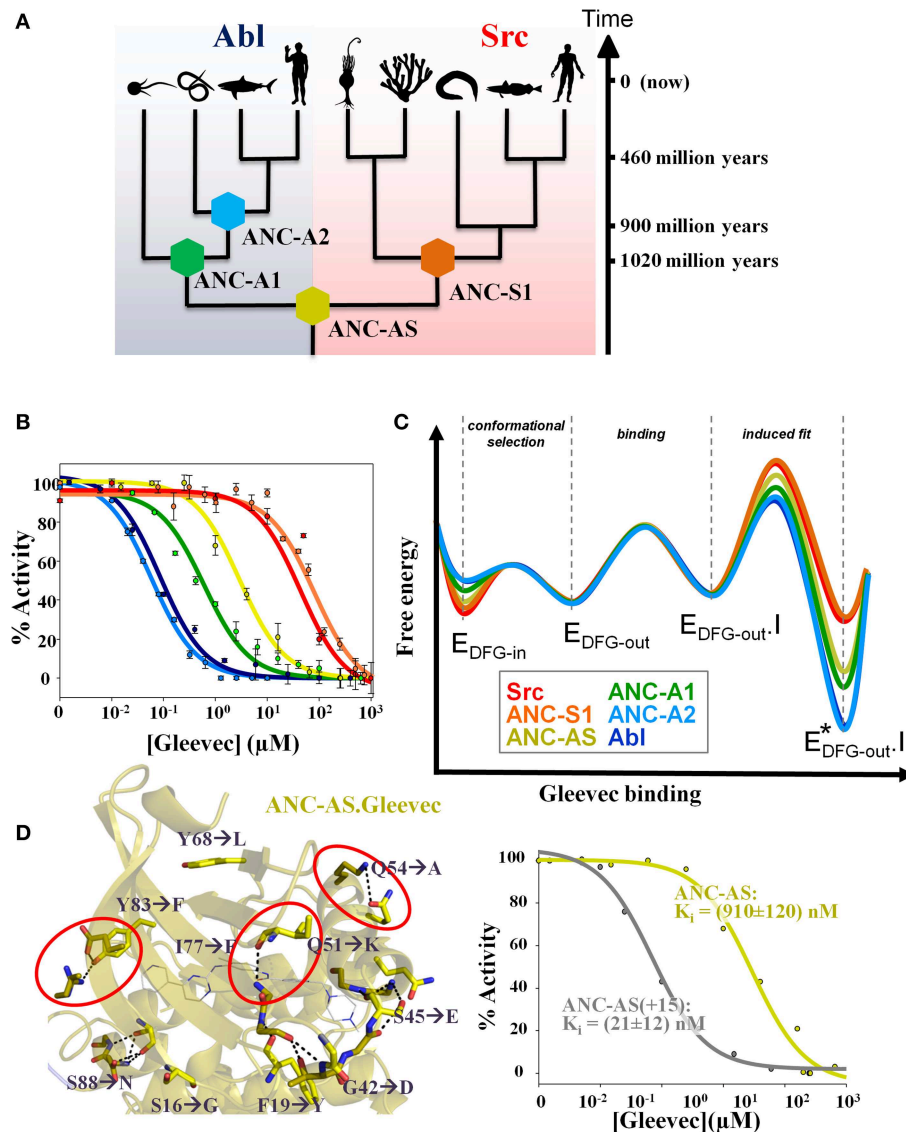 A
Abl
Src
Time
0 (now)
460 million years
900 million years
1020 million years
ANC-A2
ANC-A1
ANC-S1
ANC-AS
B
% Activity
100
80
60
40
20
0
0 10⁻² 10⁻¹ 10⁰ 10¹ 10² 10³
[Gleevec] (µM)
C
conformational selection
binding
induced fit
Free energy
E DFG-in
E DFG-out
E DFG-out·I
E* DFG-out·I
Src
ANC-S1
ANC-AS
ANC-A1
ANC-A2
Abl
Gleevec binding
D
ANC-AS.Gleevec
Y68→L
Q54→A
Y83→F
I77→F
Q51→K
S45→E
S88→N
S16→G
F19→Y
G42→D
% Activity
100
80
60
40
20
0
ANC-AS:
Kᵢ = (910±120) nM
ANC-AS(+15):
Kᵢ = (21±12) nM
0 10⁻² 10⁻¹ 10⁰ 10² 10³
[Gleevec](µM)